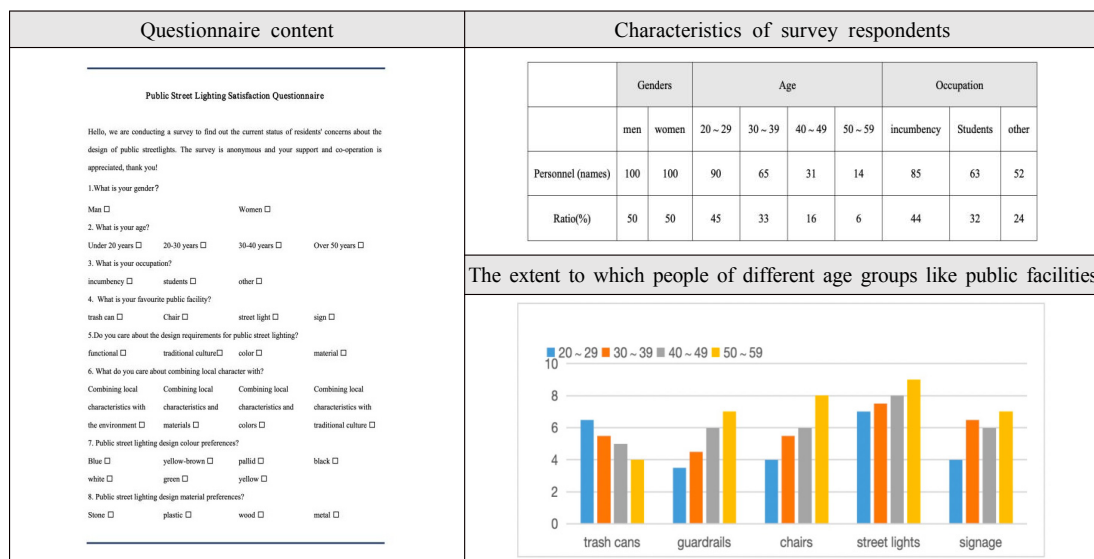 Questionnaire content
Public Street Lighting Satisfaction Questionnaire
Hello, we are conducting a survey to find out the current status of residents' concerns about the
design of public streetlights. The survey is anonymous and your support and co-operation is
appreciated, thank you!
1.What is your gender?
Man □ Women □
2. What is your age?
Under 20 years □ 20-30 years □ 30-40 years □ Over 50 years □
3. What is your occupation?
incumbency □ students □ other □
4. What is your favourite public facility?
trash can □ Chair □ street light □ sign □
5.Do you care about the design requirements for public street lighting?
functional □ traditional culture□ color □ material □
6. What do you care about combining local character with?
Combining local Combining local Combining local Combining local
characteristics with characteristics and characteristics and characteristics with
the environment □ materials □ colors □ traditional culture □
7. Public street lighting design colour preferences?
Blue □ yellow-brown □ pallid □ black □
white □ green □ yellow □
8. Public street lighting design material preferences?
Stone □ plastic □ wood □ metal □
Characteristics of survey respondents
Genders Age Occupation
men women 20~29 30~39 40~49 50~59 incumbency Students other
Personnel (names) 100 100 90 65 31 14 85 63 52
Ratio(%) 50 50 45 33 16 6 44 32 24
The extent to which people of different age groups like public facilities
20~29 30~39 40~49 50~59
10
8
6
4
2
0
trash cans guardrails chairs street lights signage